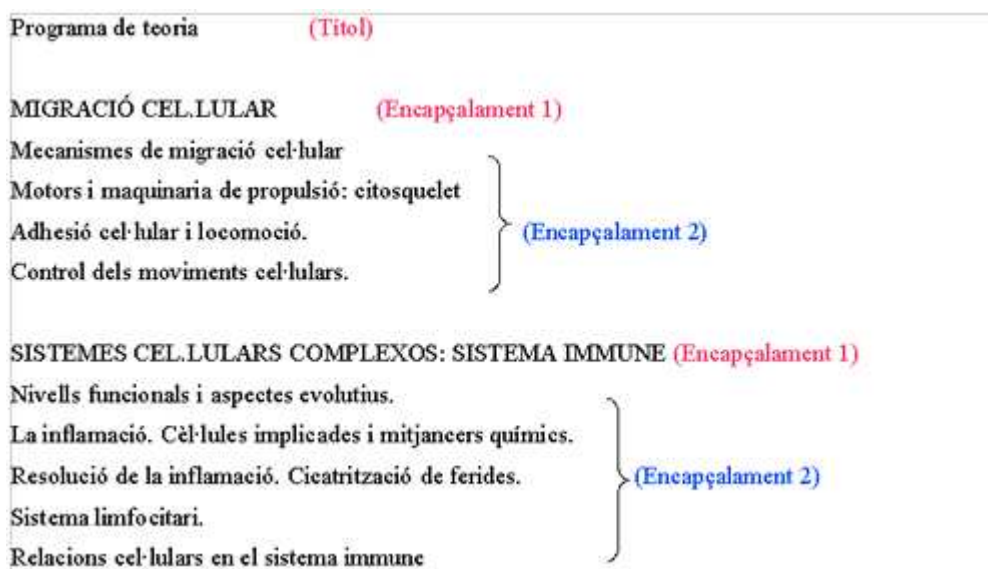 Programa de teoria (Títol)
MIGRACIÓ CEL.LULAR (Encapçalament 1)
Mecanismes de migració cel·lular
Motors i maquinaria de propulsió: citosquelet
Adhesió cel·lular i locomoció.
(Encapçalament 2)
Control dels moviments cel·lulars.
SISTEMES CEL.LULARS COMPLEXOS: SISTEMA IMMUNE (Encapçalament 1)
Nivells funcionals i aspectes evolutius.
La inflamació. Cèl·lules implicades i mitjancers químics.
Resolució de la inflamació. Cicatrització de ferides.
(Encapçalament 2)
Sistema limfocitari.
Relacions cel·lulars en el sistema immune